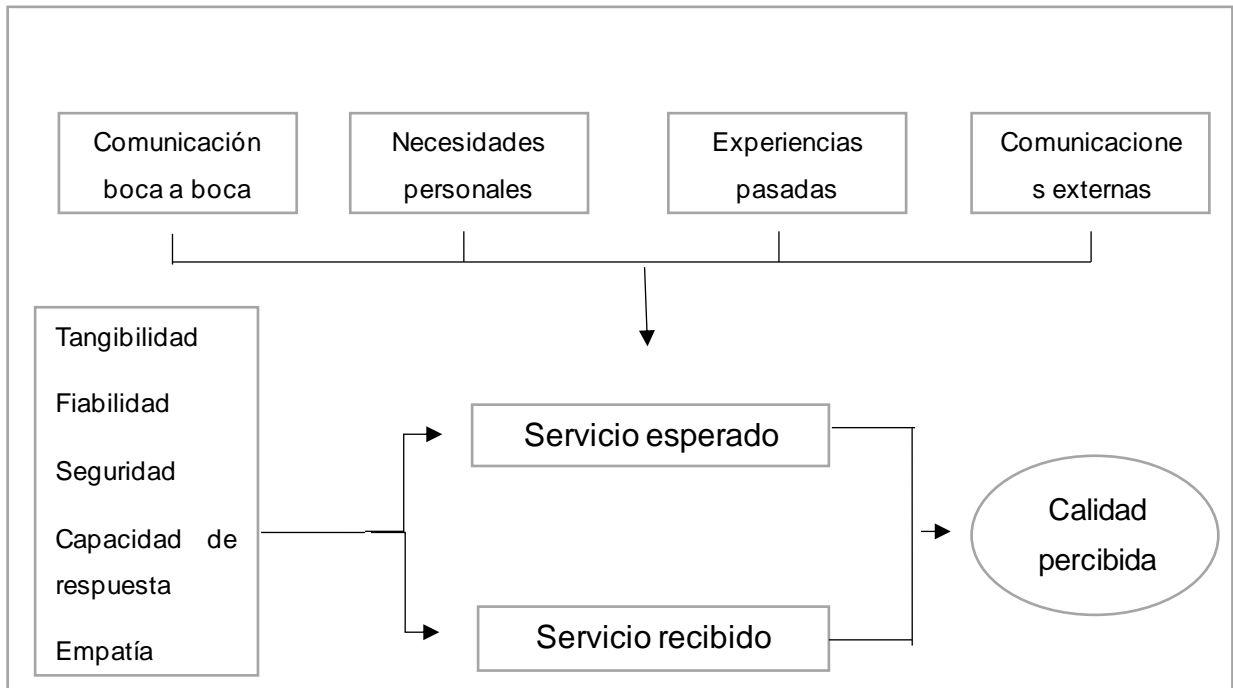 Comunicación
boca a boca
Necesidades
personales
Experiencias
pasadas
Comunicacione
s externas
Tangibilidad
Fiabilidad
Seguridad
Capacidad de
respuesta
Empatía
Servicio esperado
Servicio recibido
Calidad
percibida